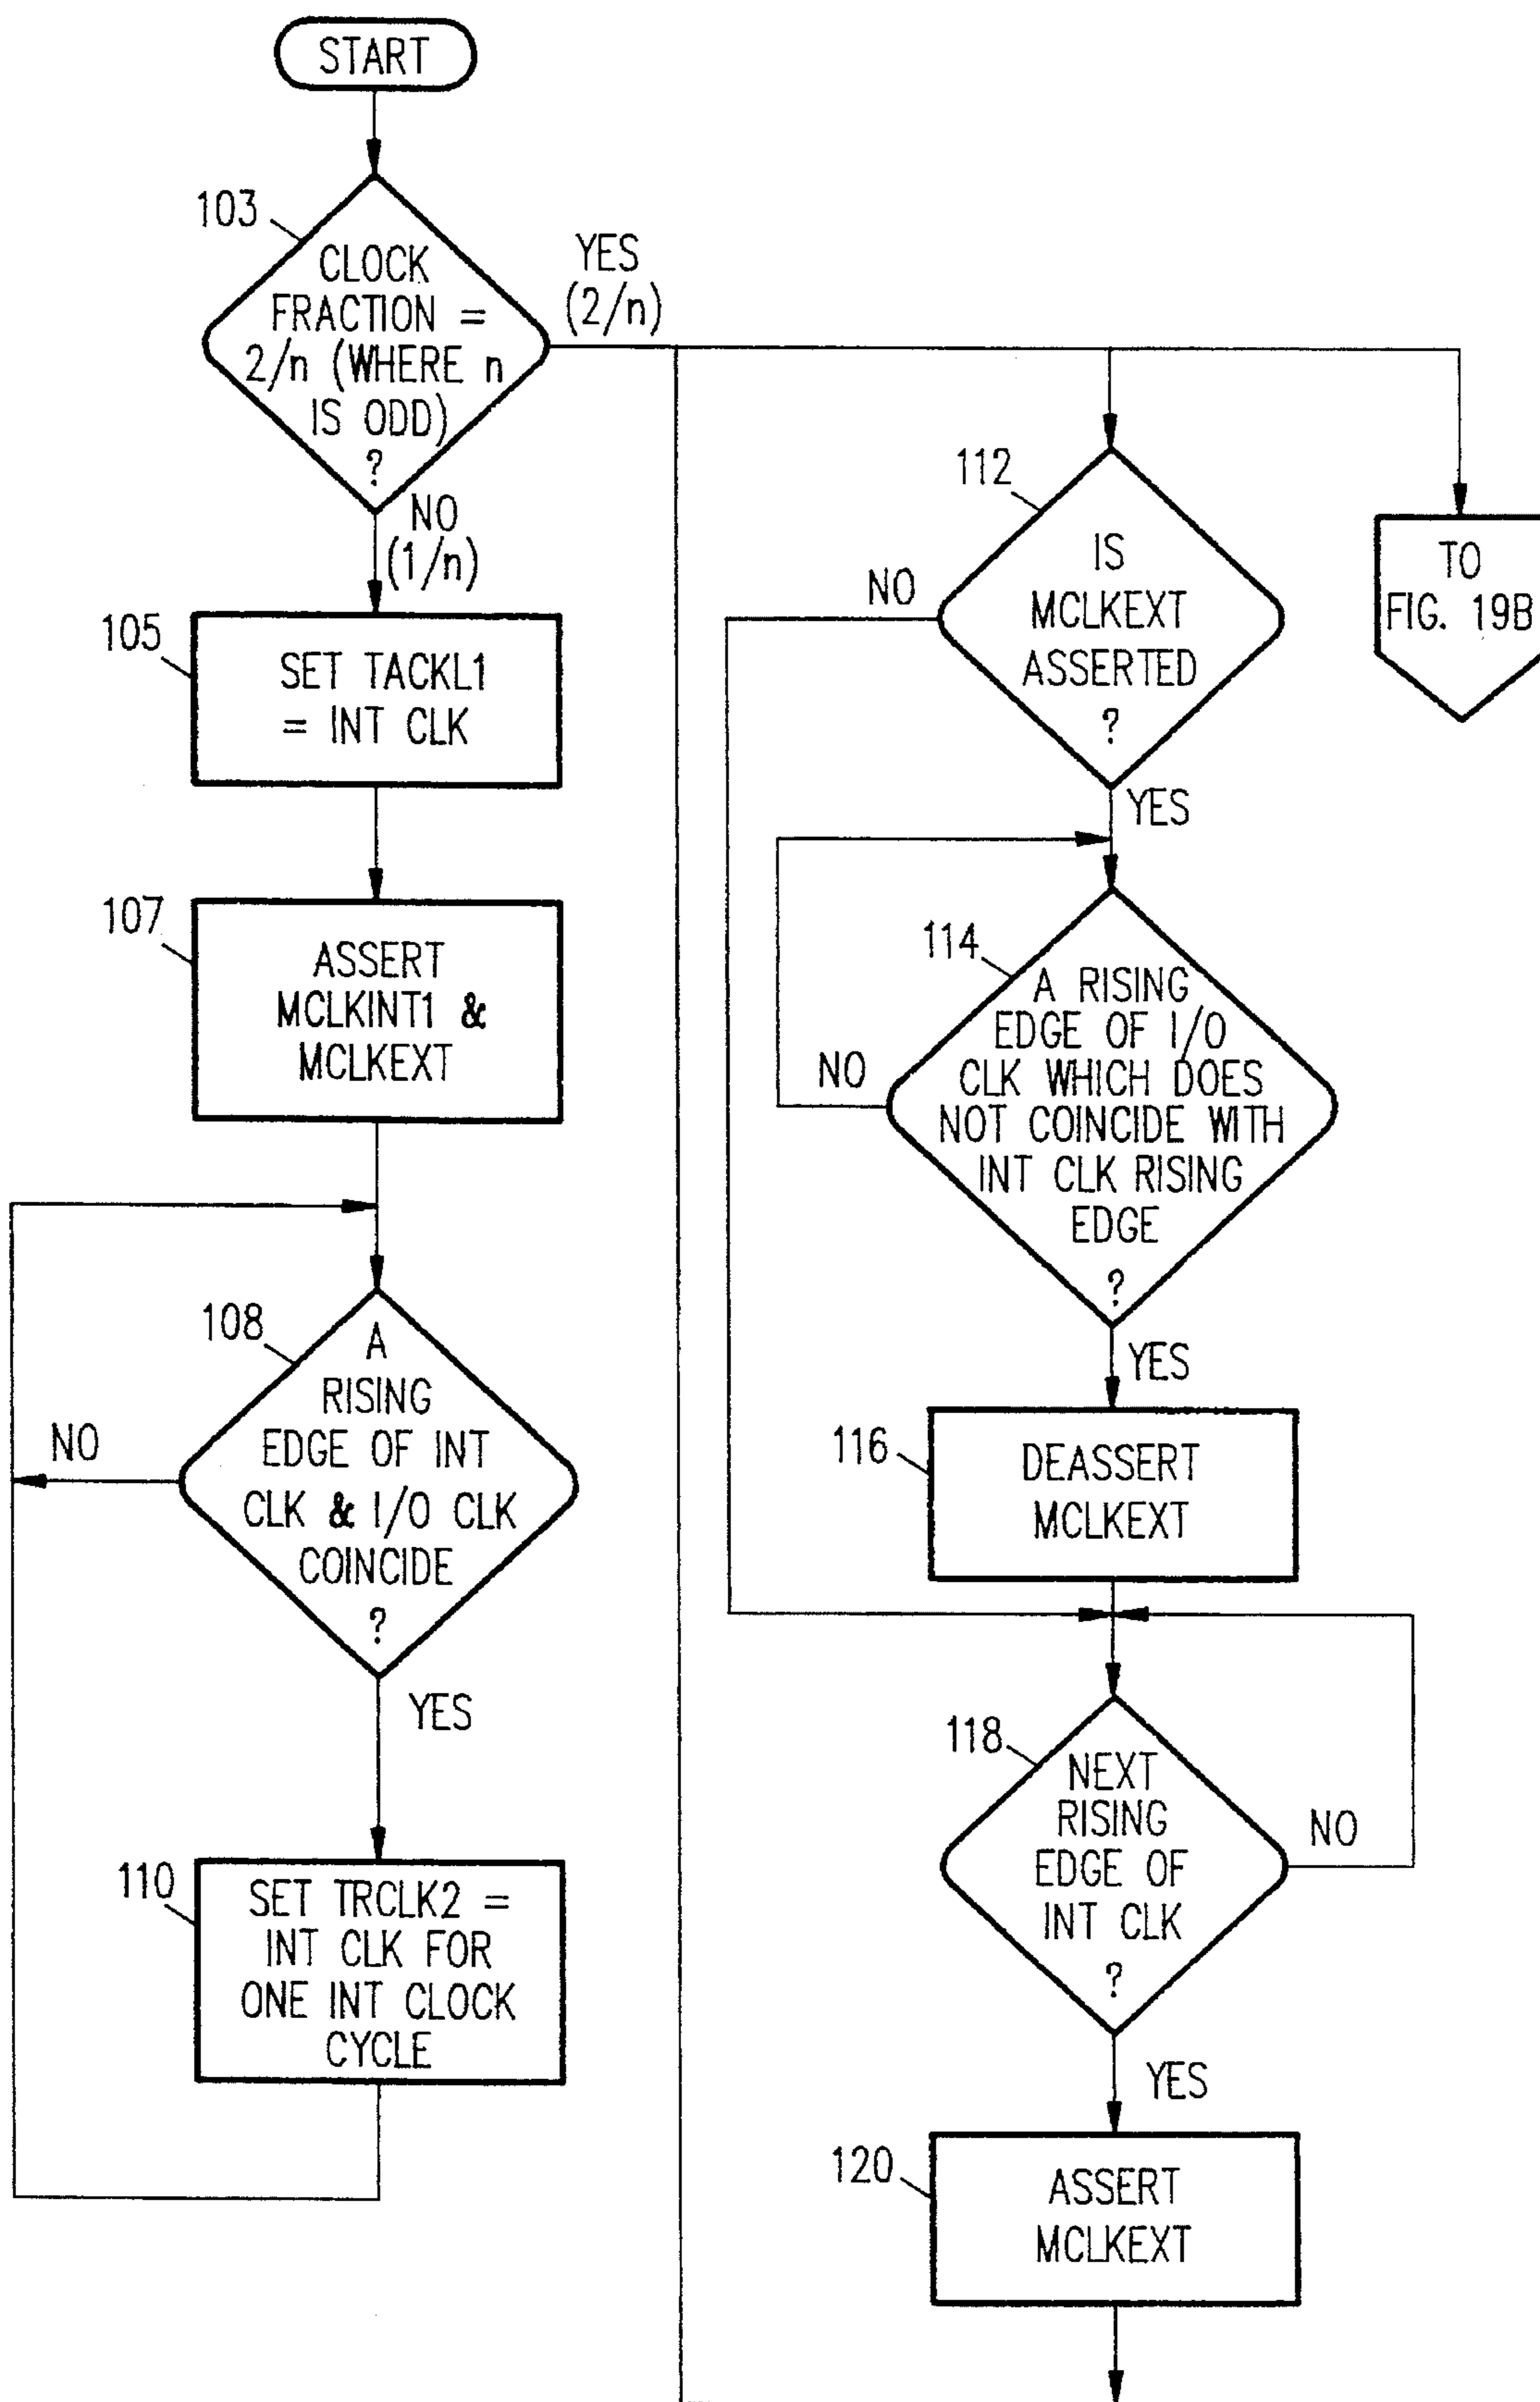 START
103
CLOCK
FRACTION =
2/n (WHERE n
IS ODD)
?
YES
(2/n)
NO
(1/n)
105
SET TACKL1
= INT CLK
107
ASSERT
MCLKINT1 &
MCLKEXT
108
A
RISING
EDGE OF INT
CLK & I/O CLK
COINCIDE
?
NO
YES
110
SET TRCLK2 =
INT CLK FOR
ONE INT CLOCK
CYCLE
112
IS
MCLKEXT
ASSERTED
?
NO
YES
TO
FIG. 19B
114
A RISING
EDGE OF I/O
CLK WHICH DOES
NOT COINCIDE WITH
INT CLK RISING
EDGE
?
NO
YES
116
DEASSERT
MCLKEXT
118
NEXT
RISING
EDGE OF
INT CLK
?
NO
YES
120
ASSERT
MCLKEXT